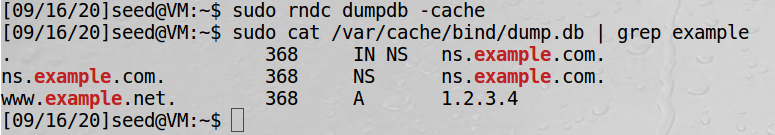 [09/16/20]seed@VM:~$ sudo rndc dumpdb -cache
[09/16/20]seed@VM:~$ sudo cat /var/cache/bind/dump.db | grep example
. 368 IN NS ns.example.com.
ns.example.com. 368 NS ns.example.com.
www.example.net. 368 A 1.2.3.4
[09/16/20]seed@VM:~$